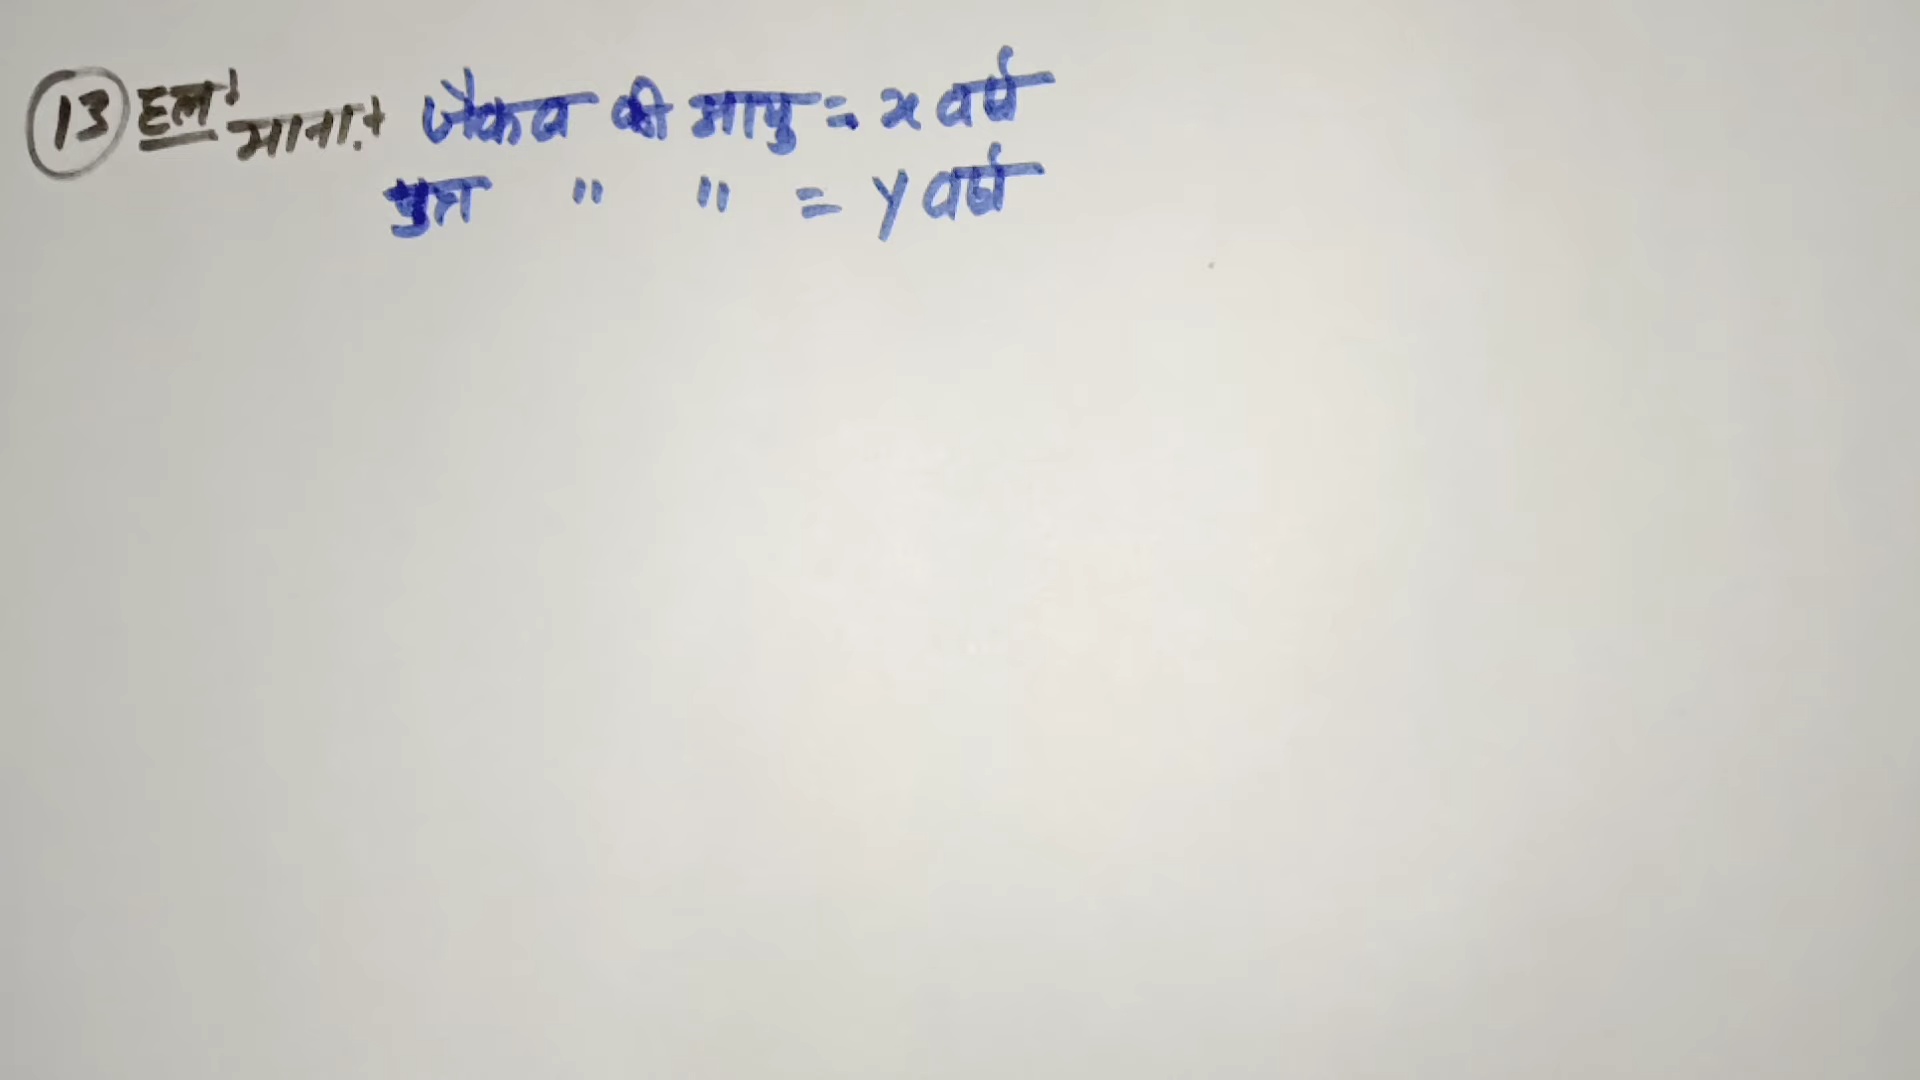 13 हल: माना: जैकब की आयु = x वर्ष
पुत्र " " = y वर्ष